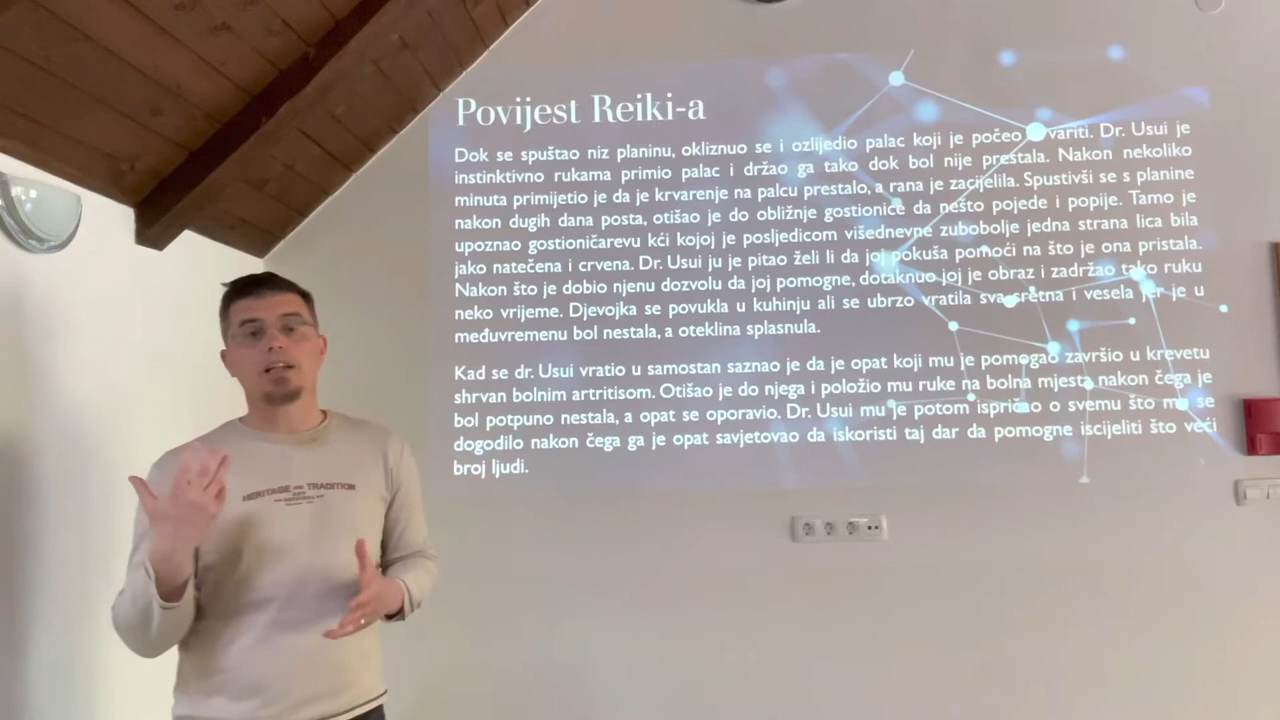 Povijest Reiki-a
Dok se spuštao niz planinu, okliznuo se i ozlijedio palac koji je počeo variti. Dr. Usui je
instinktivno rukama primio palac i držao ga tako dok bol nije prestala. Nakon nekoliko
minuta primijetio je da je krvarenje na palcu prestalo, a rana je zacijelila. Spustivši se s planine
nakon dugih dana posta, otišao je do obližnje gostionice da nešto pojede i popije. Tamo je
upoznao gostioničarevu kći kojoj je posljedicom višednevne zubobolje jedna strana lica bila
jako natečena i crvena. Dr. Usui ju je pitao želi li da joj pokuša pomoći na što je ona pristala.
Nakon što je dobio njenu dozvolu da joj pomogne, dotaknuo joj je obraz i zadržao tako ruku
neko vrijeme. Djevojka se povukla u kuhinju ali se ubrzo vratila sva sretna i vesela jer je u
međuvremenu bol nestala, a oteklina splasnula.
Kad se dr. Usui vratio u samostan saznao je da je opat koji mu je pomogao završio u krevetu
shrvan bolnim artritisom. Otišao je do njega i položio mu ruke na bolna mjesta nakon čega je
bol potpuno nestala, a opat se oporavio. Dr. Usui mu je potom ispričao o svemu što mu se
dogodilo nakon čega ga je opat savjetovao da iskoristi taj dar da pomogne iscijeliti što veći
broj ljudi.
HERITAGE AND TRADITION